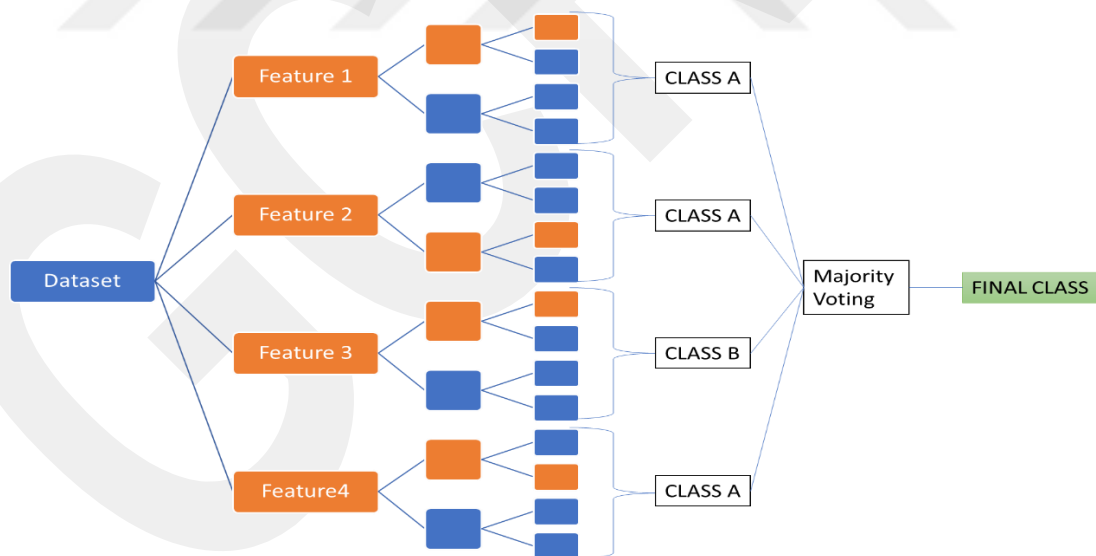 Dataset
Feature 1
Feature 2
Feature 3
Feature4
CLASS A
CLASS A
CLASS B
CLASS A
Majority
Voting
FINAL CLASS